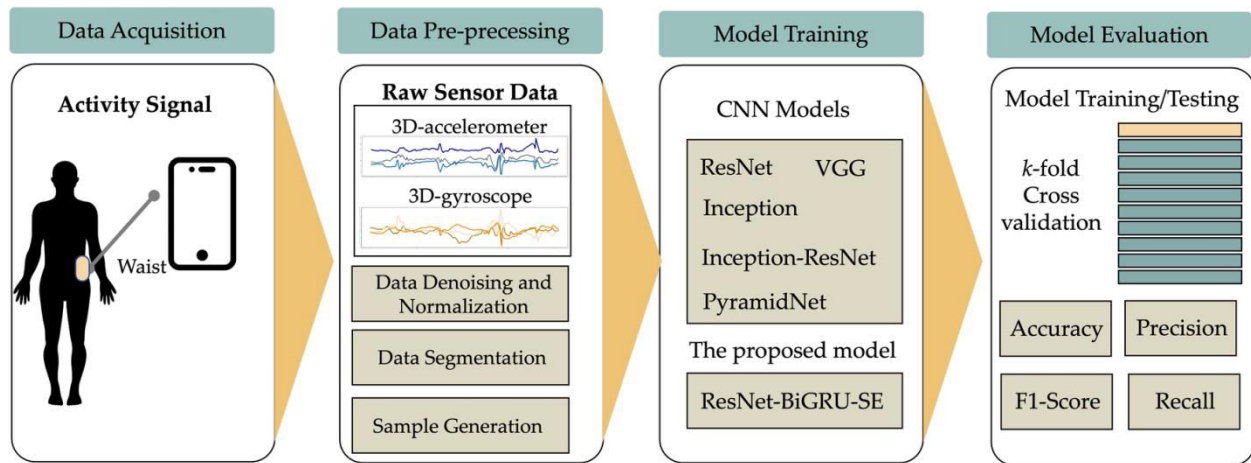 Data Acquisition
Activity Signal
Waist
Data Pre-precessing
Raw Sensor Data
3D-accelerometer
3D-gyroscope
Data Denoising and
Normalization
Data Segmentation
Sample Generation
Model Training
CNN Models
ResNet VGG
Inception
Inception-ResNet
PyramidNet
The proposed model
ResNet-BiGRU-SE
Model Evaluation
Model Training/Testing
k-fold
Cross
validation
Accuracy Precision
F1-Score Recall